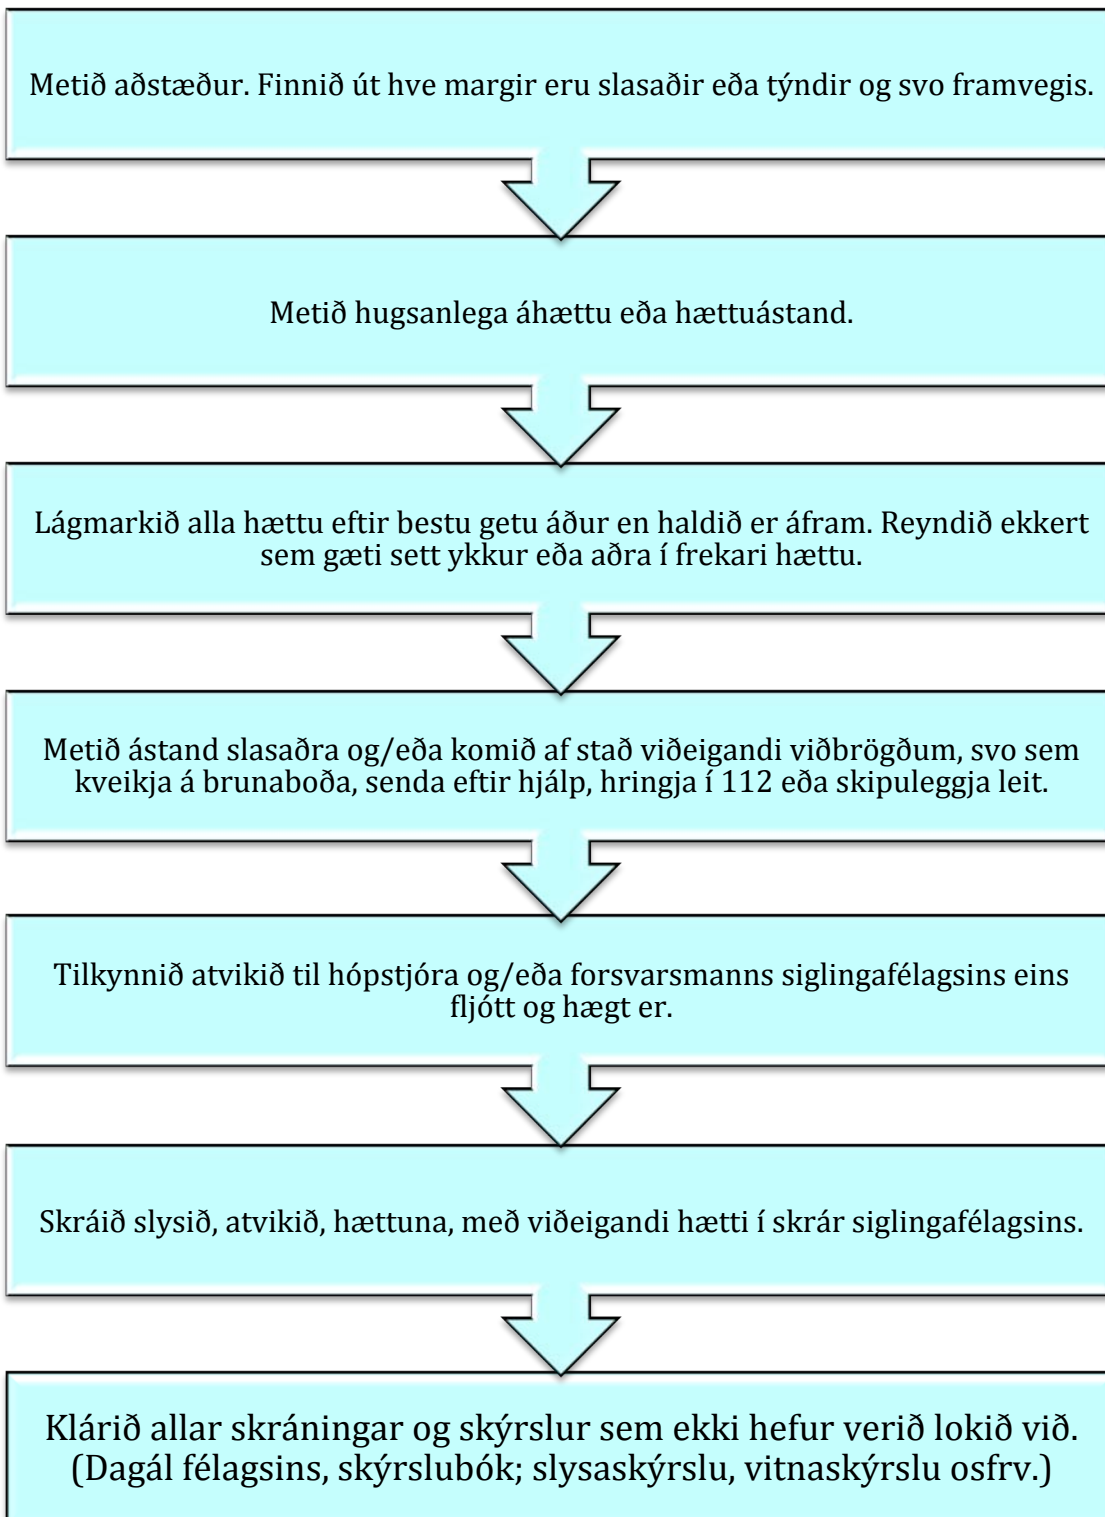 Metið aðstæður. Finnið út hve margir eru slasaðir eða týndir og svo framvegis.
Metið hugsanlega áhættu eða hættuástand.
Lágmarkið alla hættu eftir bestu getu áður en haldið er áfram. Reyndið ekkert
sem gæti sett ykkur eða aðra í frekari hættu.
Metið ástand slasaðra og/eða komið af stað viðeigandi viðbrögðum, svo sem
kveikja á brunaboða, senda eftir hjálp, hringja í 112 eða skipuleggja leit.
Tilkynnið atvikið til hópstjóra og/eða forsvarsmanns siglingafélagsins eins
fljótt og hægt er.
Skráið slysið, atvikið, hættuna, með viðeigandi hætti í skrár siglingafélagsins.
Klárið allar skráningar og skýrslur sem ekki hefur verið lokið við.
(Dagál félagsins, skýrslubók; slysaskýrslu, vitnaskýrslu osfrv.)